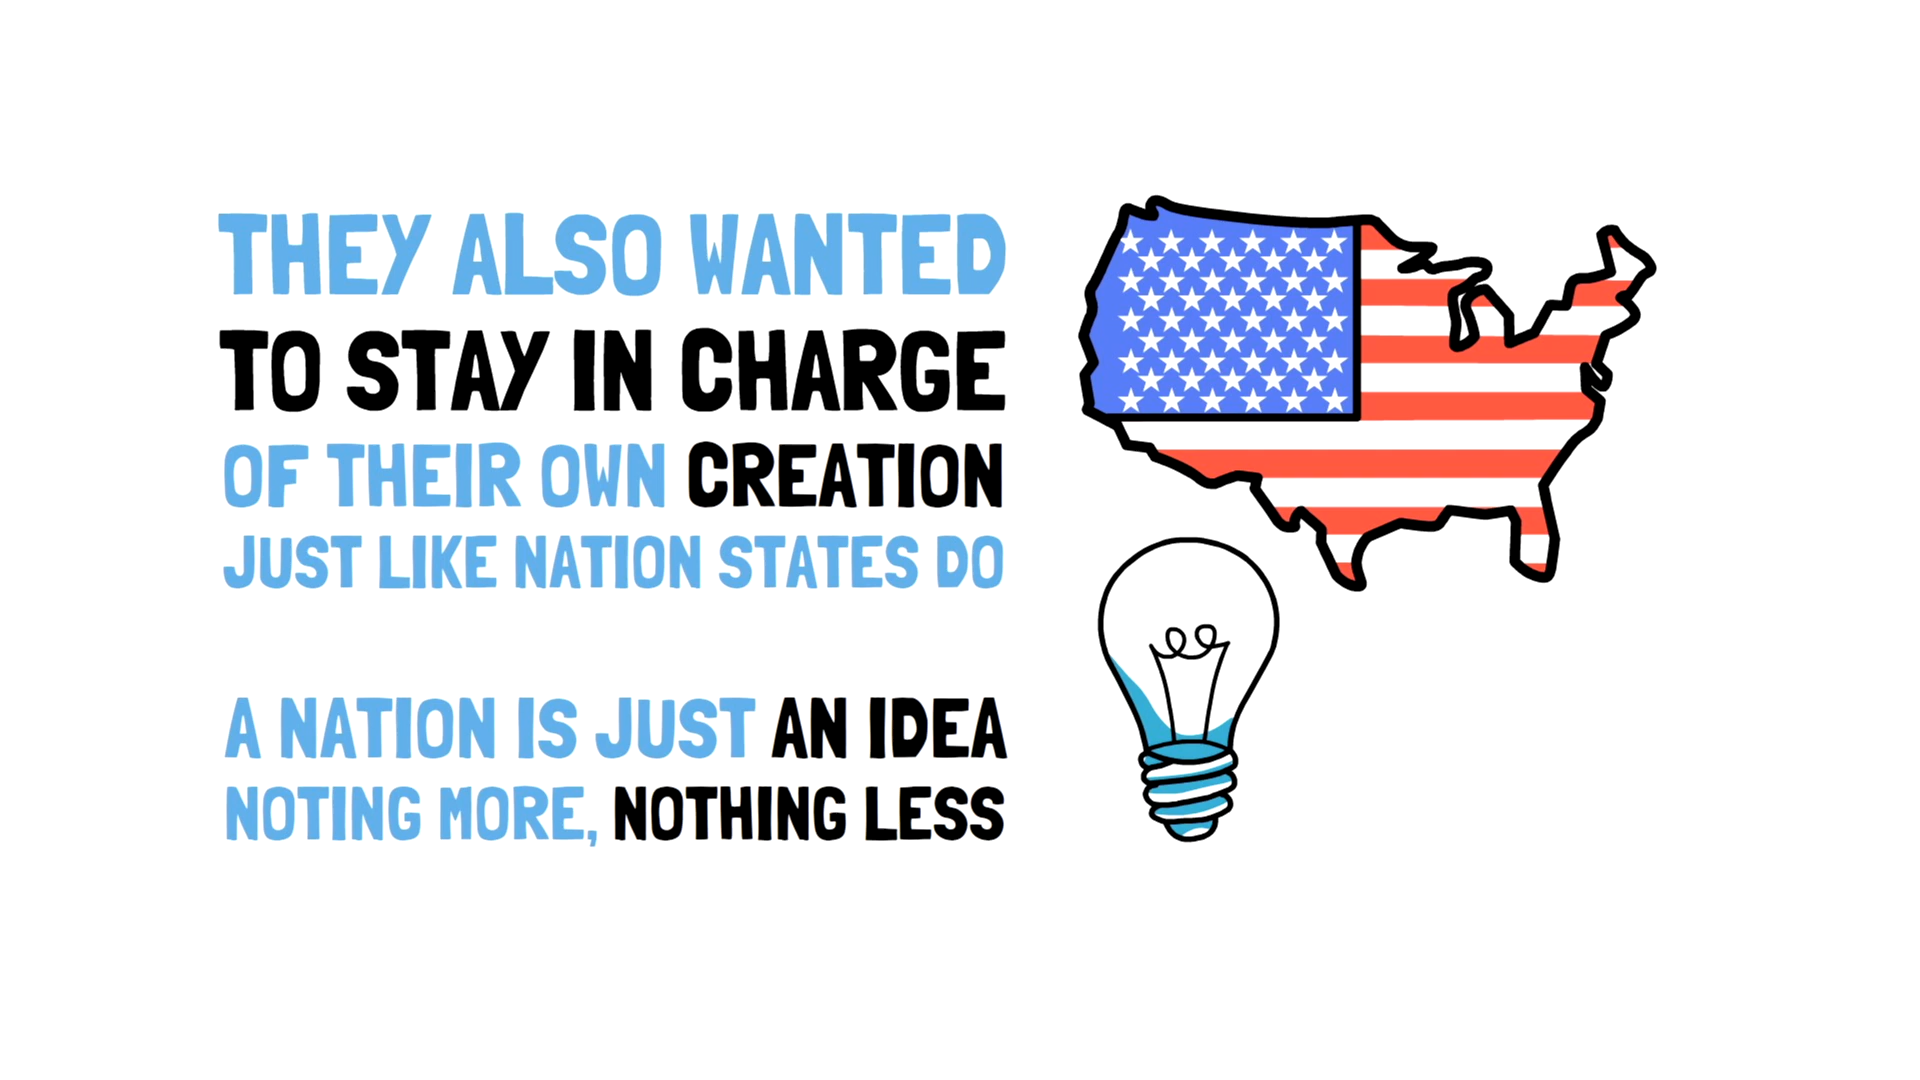 THEY ALSO WANTED
TO STAY IN CHARGE
OF THEIR OWN CREATION
JUST LIKE NATION STATES DO
A NATION IS JUST AN IDEA
NOTING MORE, NOTHING LESS